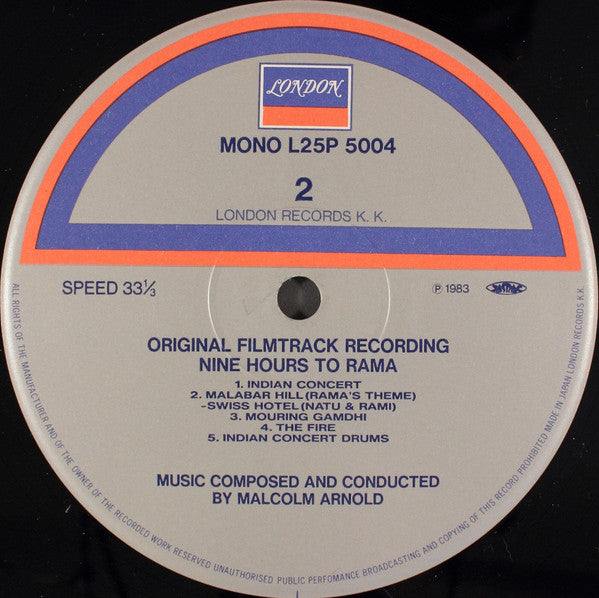 LONDON
MONO L25P 5004
2
LONDON RECORDS K. K.
SPEED 33⅓
℗ 1983
JASRAC
ORIGINAL FILMTRACK RECORDING
NINE HOURS TO RAMA
1. INDIAN CONCERT
2. MALABAR HILL (RAMA'S THEME)
-SWISS HOTEL (NATU & RAMI)
3. MOURING GAMDHI
4. THE FIRE
5. INDIAN CONCERT DRUMS
MUSIC COMPOSED AND CONDUCTED
BY MALCOLM ARNOLD
ALL RIGHTS OF THE MANUFACTURER AND OF THE OWNER OF THE RECORDED WORK RESERVED UNAUTHORISED PUBLIC PERFOMANCE BROADCASTING AND COPYING OF THIS RECORD PROHIBITED MADE IN JAPAN LONDON RECORDS K.K.